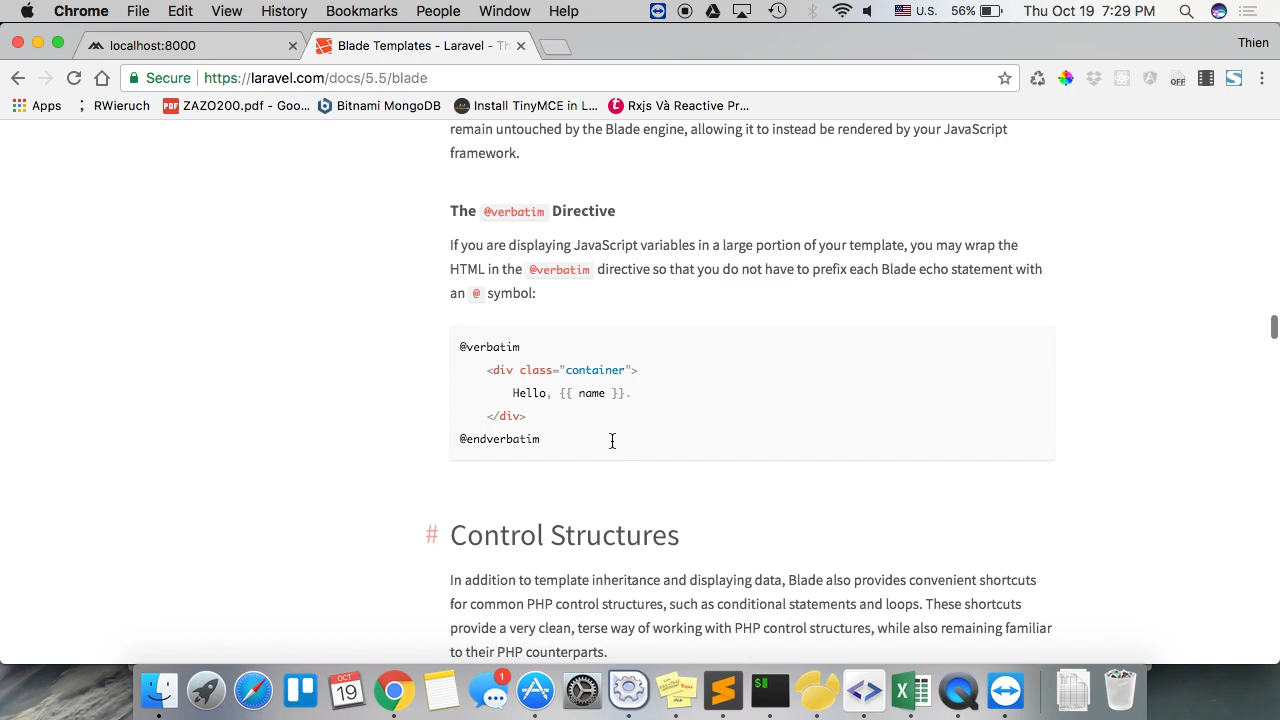 Chrome File Edit View History Bookmarks People Window Help U.S. 56% Thu Oct 19 7:29 PM
localhost:8000 Blade Templates - Laravel - Th Thien
Secure https://laravel.com/docs/5.5/blade OFF
Apps RWieruch PDF ZAZO200.pdf - Goo... Bitnami MongoDB Install TinyMCE in L... Rxjs Và Reactive Pr...
remain untouched by the Blade engine, allowing it to instead be rendered by your JavaScript
framework.
The @verbatim Directive
If you are displaying JavaScript variables in a large portion of your template, you may wrap the
HTML in the @verbatim directive so that you do not have to prefix each Blade echo statement with
an @ symbol:
@verbatim
<div class="container">
Hello, {{ name }}.
</div>
@endverbatim
# Control Structures
In addition to template inheritance and displaying data, Blade also provides convenient shortcuts
for common PHP control structures, such as conditional statements and loops. These shortcuts
provide a very clean, terse way of working with PHP control structures, while also remaining familiar
to their PHP counterparts.
OCT
19
1
$